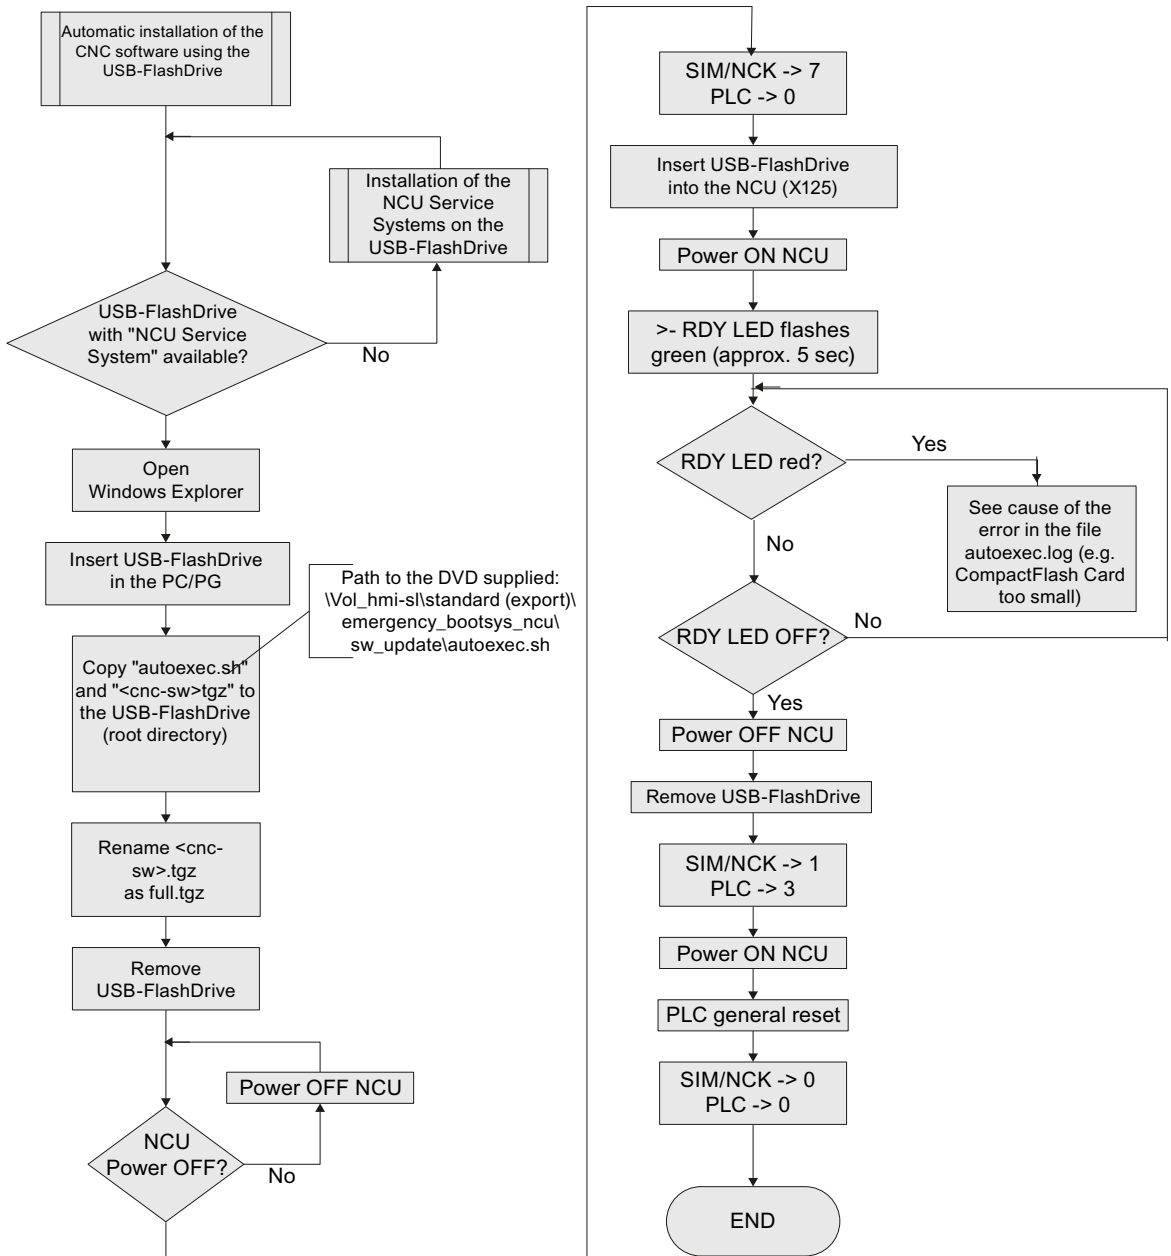 Automatic installation of the
CNC software using the
USB-FlashDrive
Installation of the
NCU Service
Systems on the
USB-FlashDrive
USB-FlashDrive
with "NCU Service
System" available?
No
Open
Windows Explorer
Insert USB-FlashDrive
in the PC/PG
Path to the DVD supplied:
\Vol_hmi-sl\standard (export)\
emergency_bootsys_ncu\
sw_update\autoexec.sh
Copy "autoexec.sh"
and "<cnc-sw>tgz" to
the USB-FlashDrive
(root directory)
Rename <cnc-
sw>.tgz
as full.tgz
Remove
USB-FlashDrive
Power OFF NCU
NCU
Power OFF?
No
SIM/NCK -> 7
PLC -> 0
Insert USB-FlashDrive
into the NCU (X125)
Power ON NCU
>- RDY LED flashes
green (approx. 5 sec)
RDY LED red?
Yes
See cause of the
error in the file
autoexec.log (e.g.
CompactFlash Card
too small)
No
RDY LED OFF?
No
Yes
Power OFF NCU
Remove USB-FlashDrive
SIM/NCK -> 1
PLC -> 3
Power ON NCU
PLC general reset
SIM/NCK -> 0
PLC -> 0
END